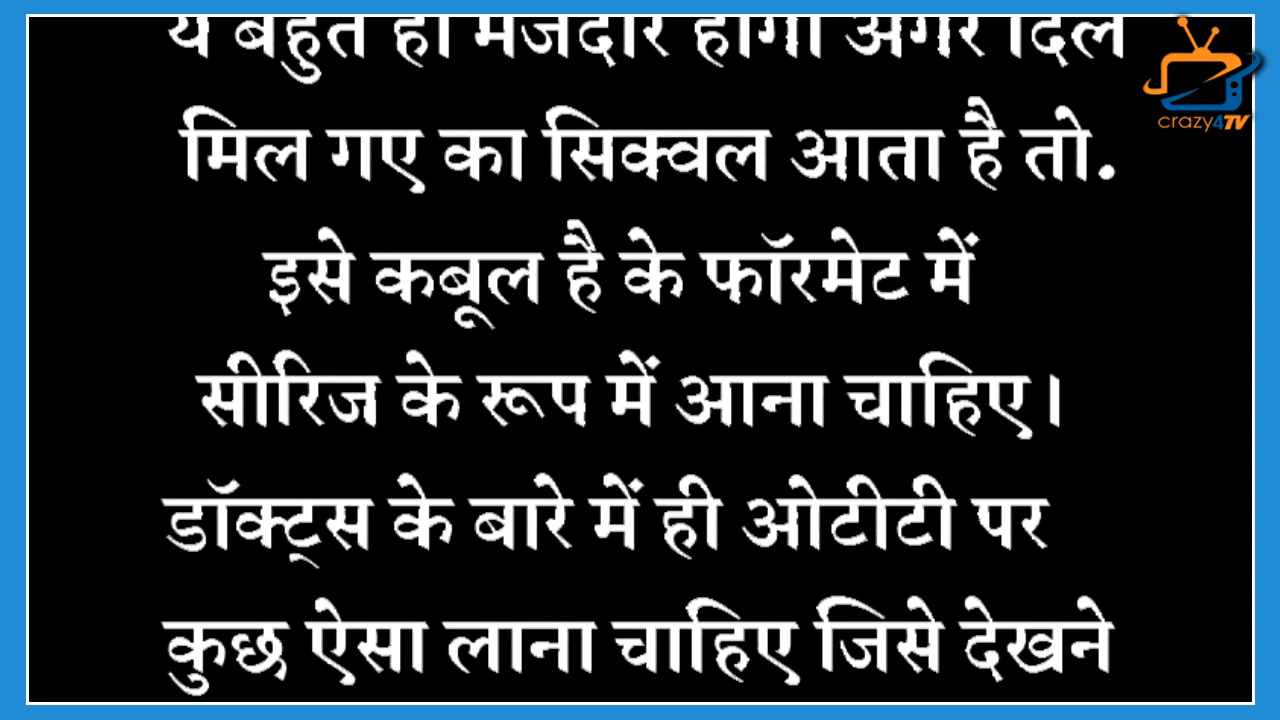 ये बहुत ही मजेदार होगा अगर दिल
मिल गए का सिक्वल आता है तो.
इसे कबूल है के फॉरमेट में
सीरिज के रूप में आना चाहिए।
डॉक्ट्स के बारे में ही ओटीटी पर
कुछ ऐसा लाना चाहिए जिसे देखने
crazy4TV